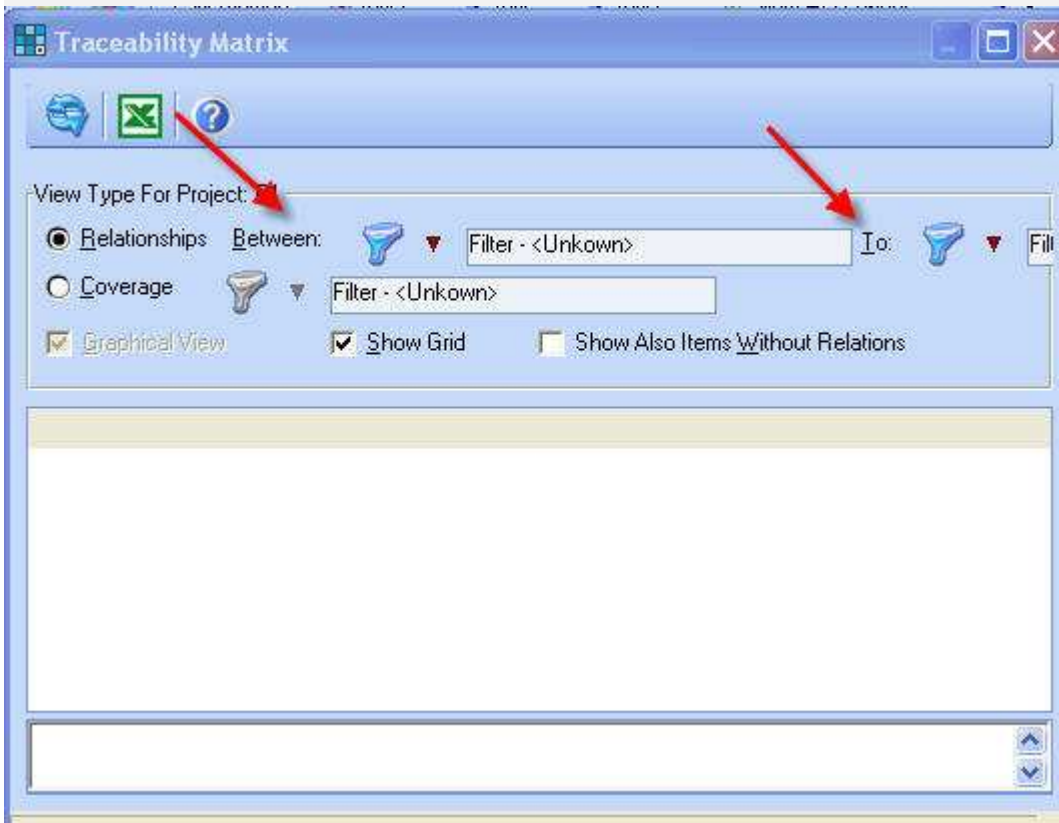 Traceability Matrix
View Type For Project:
Relationships Between: Filter - <Unkown> To:
Coverage Filter - <Unkown>
Graphical View Show Grid Show Also Items Without Relations